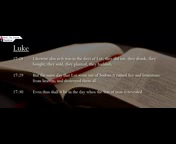 Luke
17:28 Likewise also as it was in the days of Lot; they did eat, they drank, they
bought, they sold, they planted, they builded;
17:29 But the same day that Lot went out of Sodom it rained fire and brimstone
from heaven, and destroyed them all.
17:30 Even thus shall it be in the day when the Son of man is revealed.